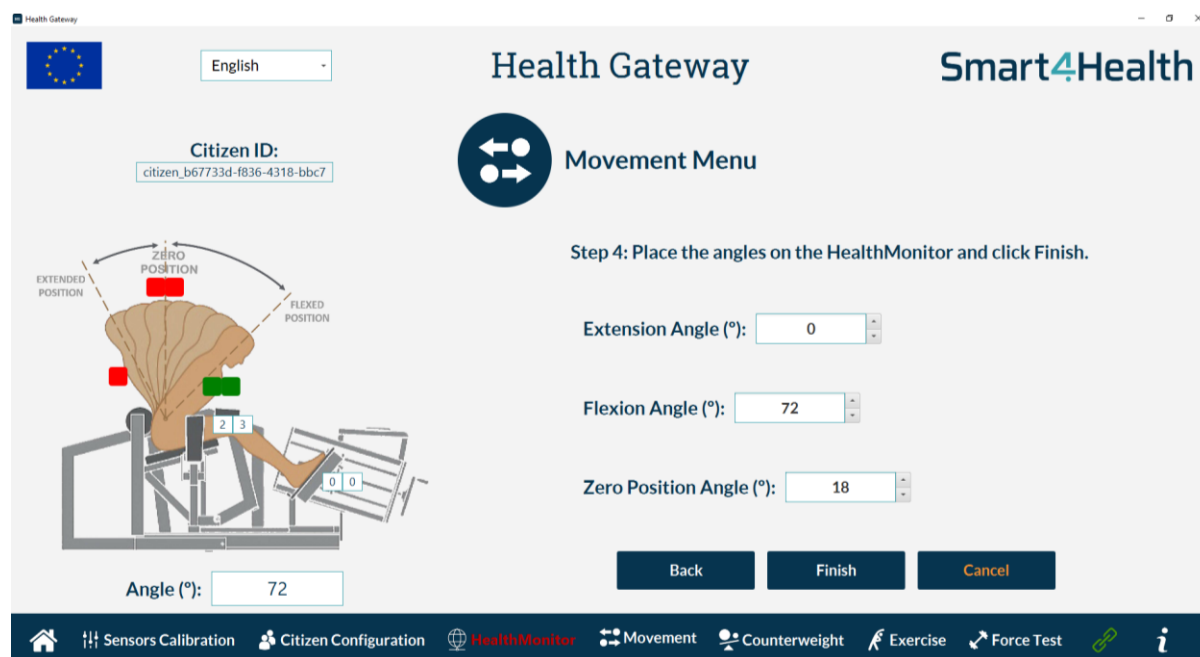 Health Gateway
English
Health Gateway
Smart4Health
Citizen ID:
citizen_b67733d-f836-4318-bbc7
Movement Menu
Step 4: Place the angles on the HealthMonitor and click Finish.
ZERO
POSITION
EXTENDED
POSITION
FLEXED
POSITION
2 3
0 0
Extension Angle (º): 0
Flexion Angle (º): 72
Zero Position Angle (º): 18
Back Finish Cancel
Angle (º): 72
Sensors Calibration Citizen Configuration HealthMonitor Movement Counterweight Exercise Force Test i